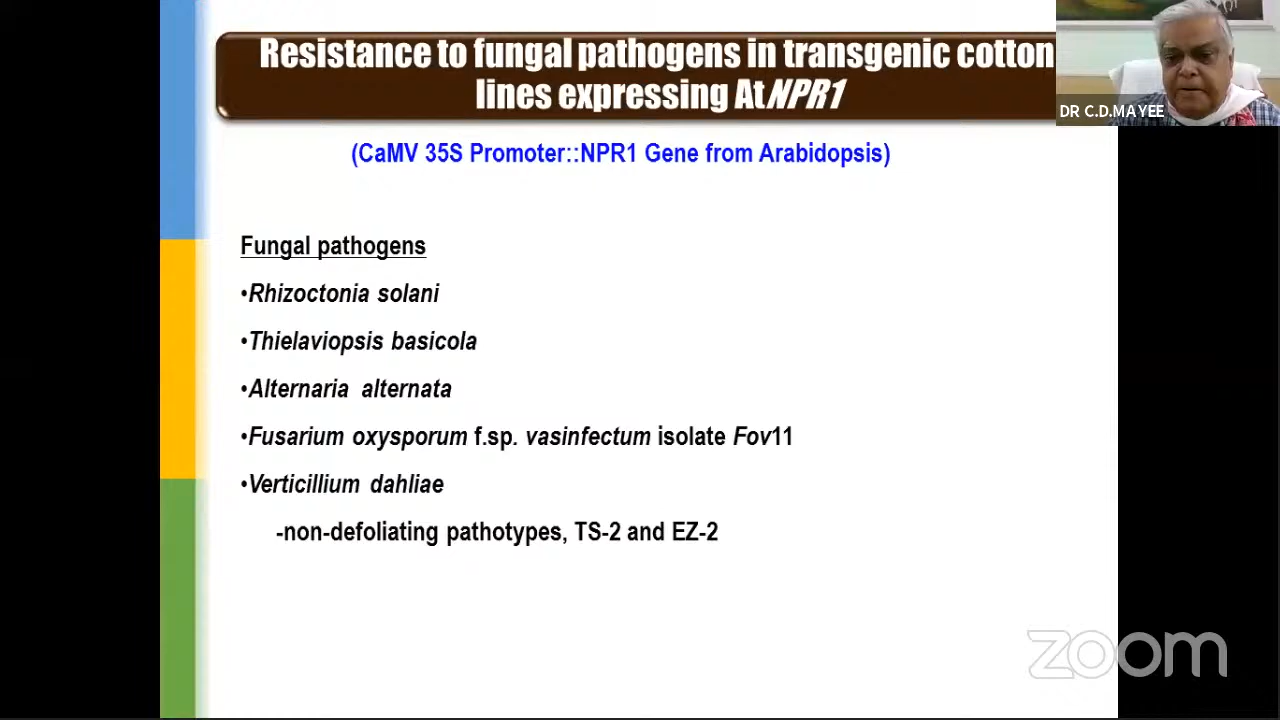 Resistance to fungal pathogens in transgenic cotton
lines expressing AtNPR1
DR C.D.MAYEE
(CaMV 35S Promoter::NPR1 Gene from Arabidopsis)
Fungal pathogens
•Rhizoctonia solani
•Thielaviopsis basicola
•Alternaria alternata
•Fusarium oxysporum f.sp. vasinfectum isolate Fov11
•Verticillium dahliae
-non-defoliating pathotypes, TS-2 and EZ-2
zoom